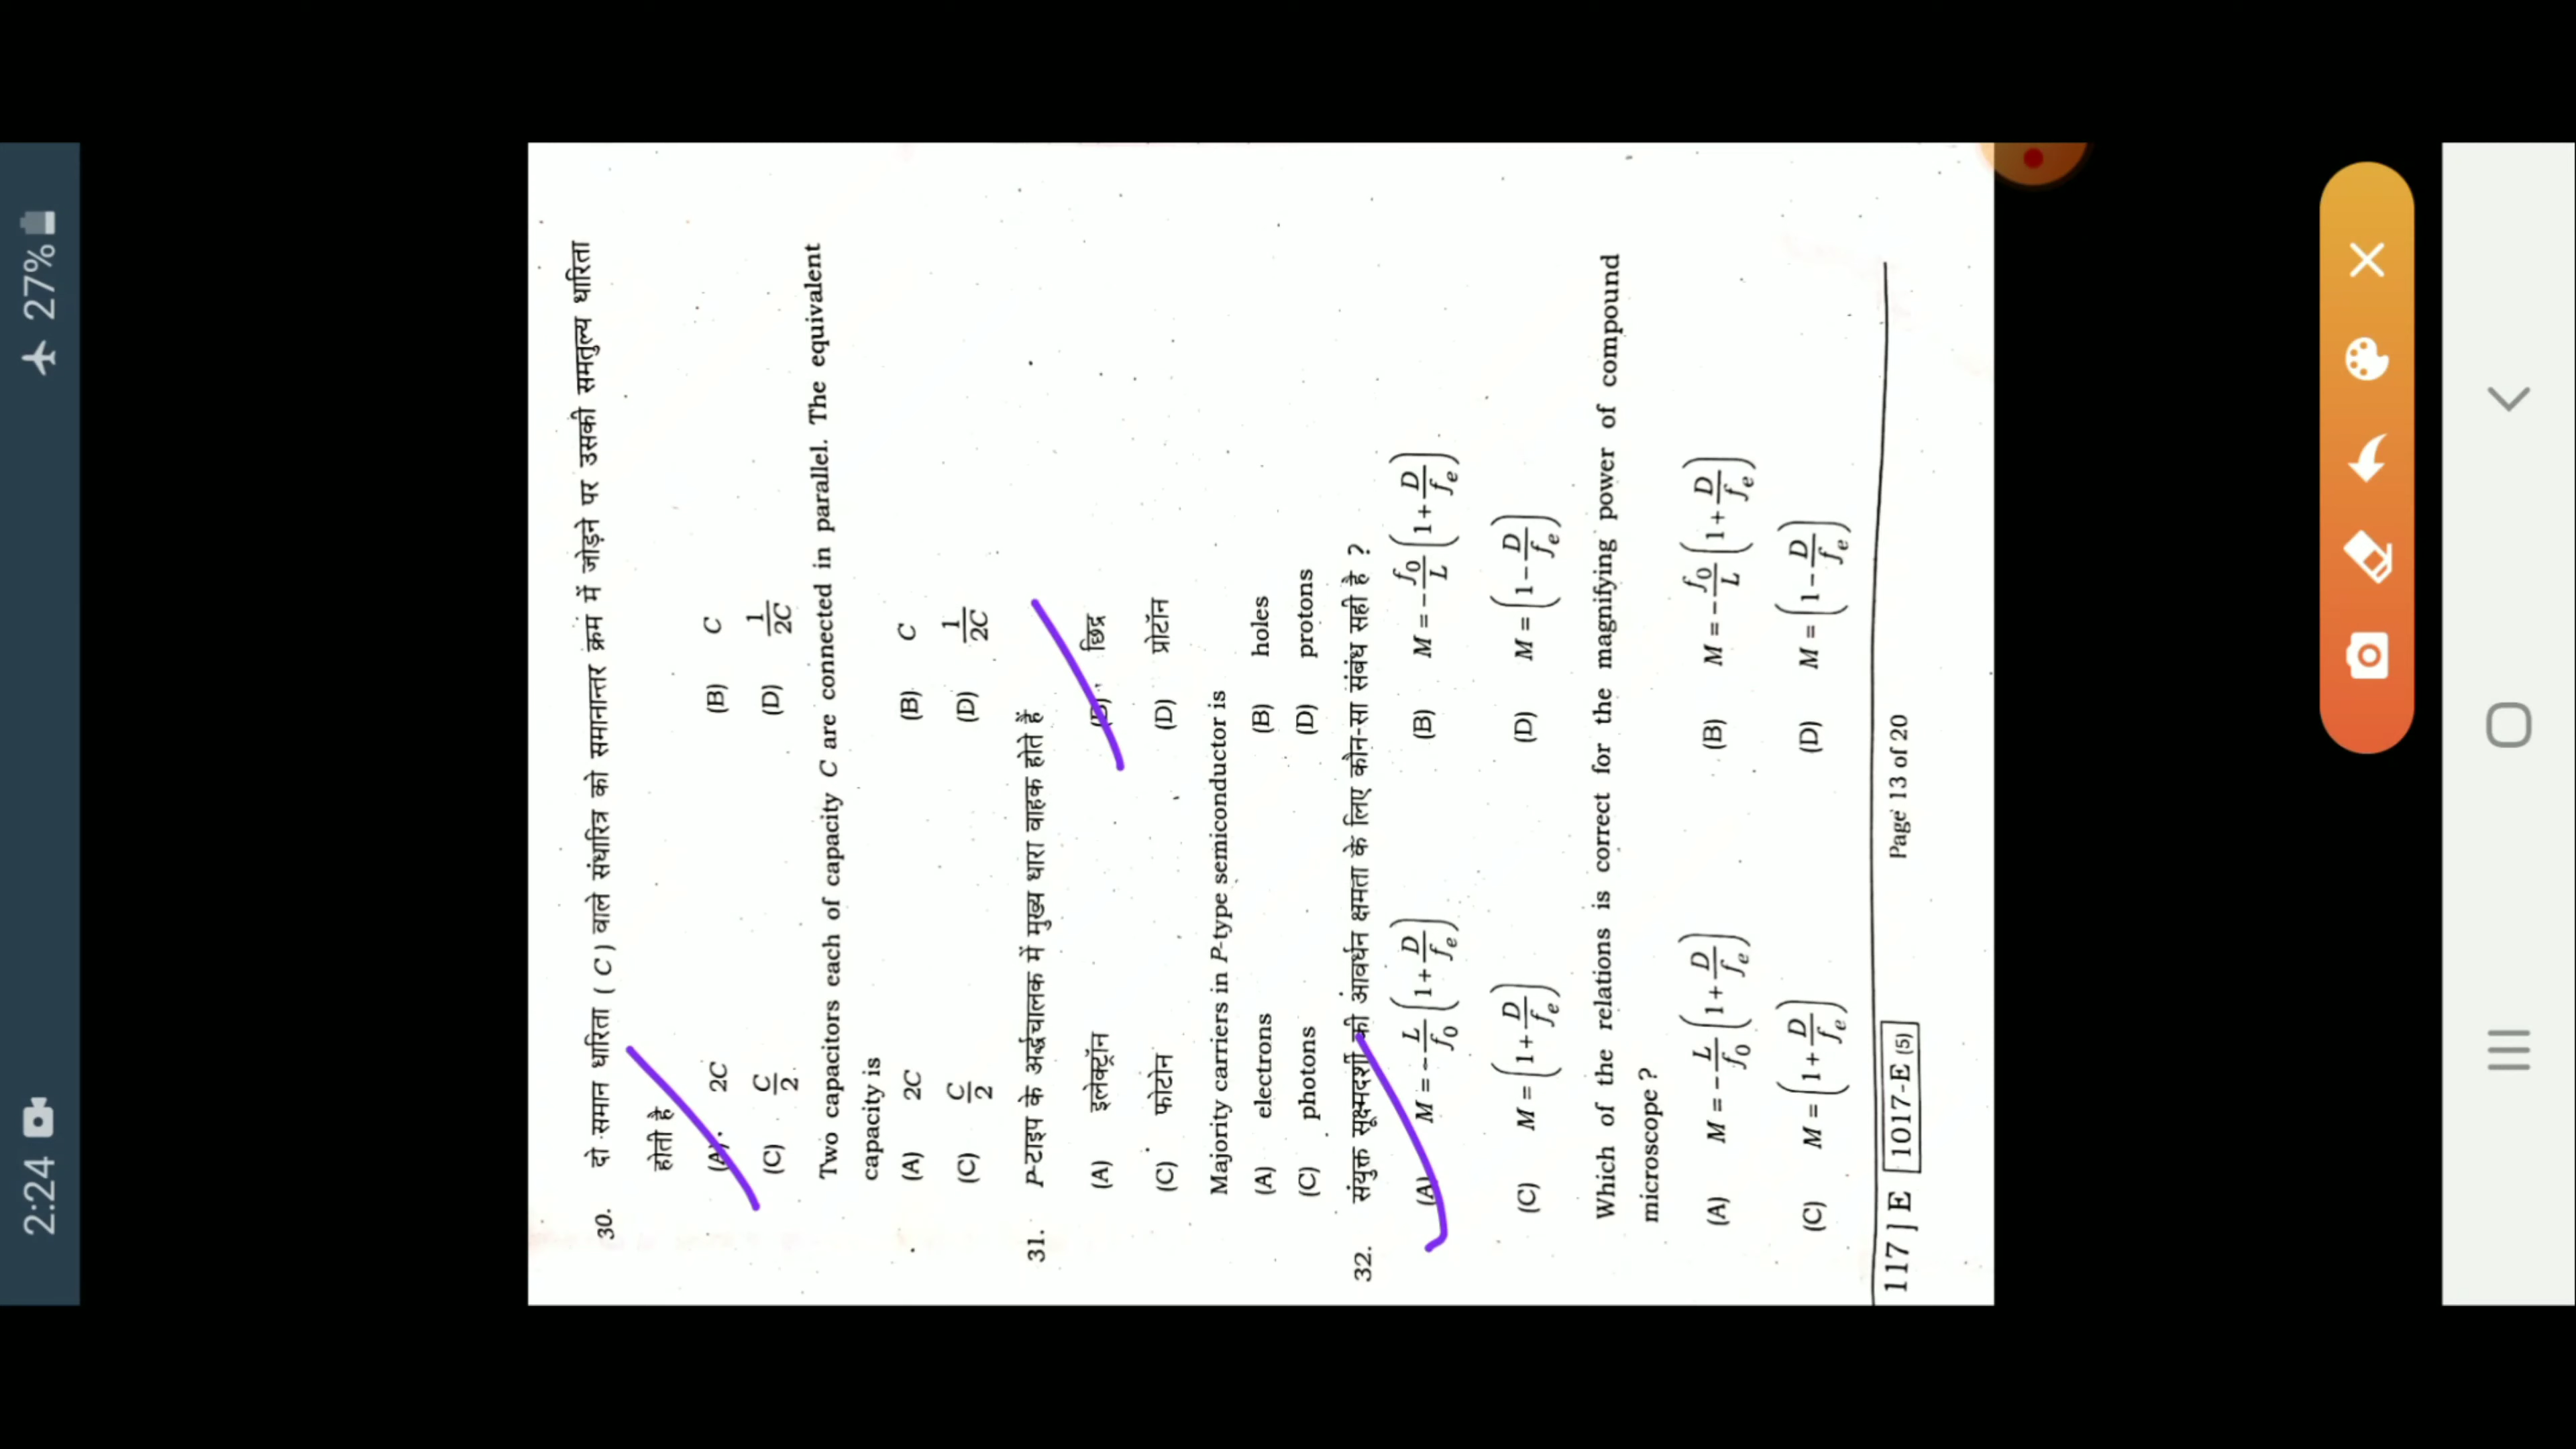 2:24
27%
30. दो समान धारिता ( C ) वाले संधारित्र को समानान्तर क्रम में जोड़ने पर उसकी समतुल्य धारिता
होती है
(A) 2C (B) C
(C) C/2 (D) 1/2C
Two capacitors each of capacity C are connected in parallel. The equivalent
capacity is
(A) 2C (B) C
(C) C/2 (D) 1/2C
31. P-टाइप के अर्द्धचालक में मुख्य धारा वाहक होते हैं
(A) इलेक्ट्रॉन (B) छिद्र
(C) फोटोन (D) प्रोटॉन
Majority carriers in P-type semiconductor is
(A) electrons (B) holes
(C) photons (D) protons
32. संयुक्त सूक्ष्मदर्शी की आवर्धन क्षमता के लिए कौन-सा संबंध सही है ?
(A) M = -L/f₀ (1 + D/fₑ) (B) M = -f₀/L (1 + D/fₑ)
(C) M = (1 + D/fₑ) (D) M = (1 - D/fₑ)
Which of the relations is correct for the magnifying power of compound
microscope ?
(A) M = -L/f₀ (1 + D/fₑ) (B) M = -f₀/L (1 + D/fₑ)
(C) M = (1 + D/fₑ) (D) M = (1 - D/fₑ)
117 ] E 1017-E (5) Page 13 of 20